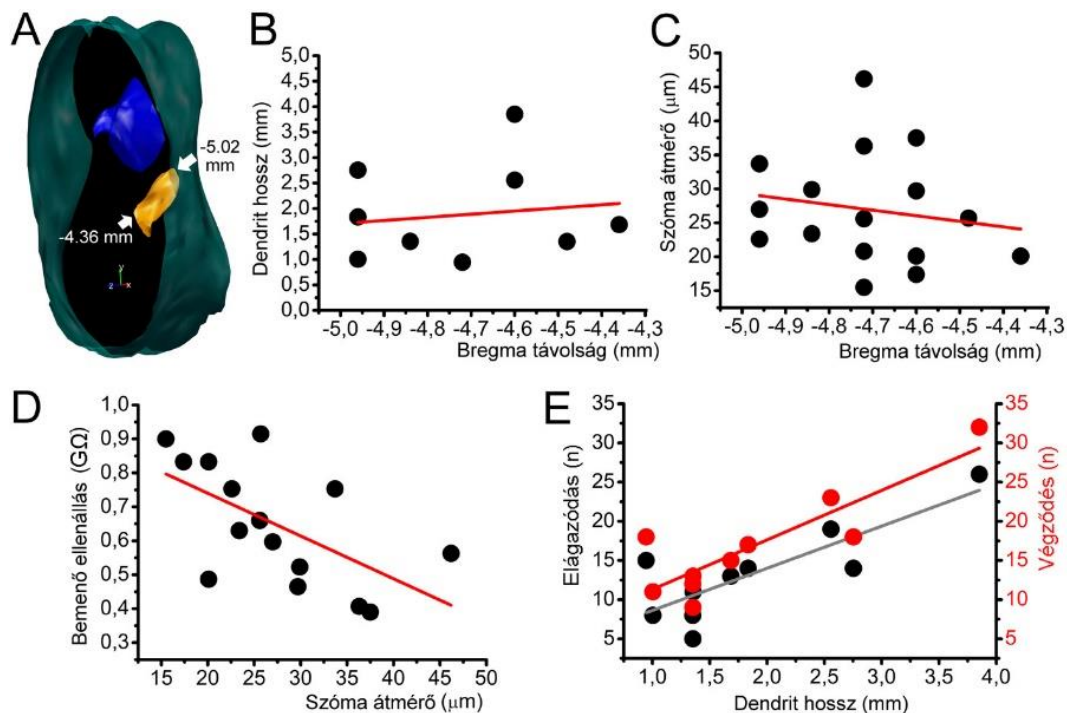 A
-5.02
mm
-4.36 mm
y
z
x
B
Dendrit hossz (mm)
5,0
4,5
4,0
3,5
3,0
2,5
2,0
1,5
1,0
0,5
0,0
-5,0 -4,9 -4,8 -4,7 -4,6 -4,5 -4,4 -4,3
Bregma távolság (mm)
C
Szóma átmérő (μm)
50
45
40
35
30
25
20
15
-5,0 -4,9 -4,8 -4,7 -4,6 -4,5 -4,4 -4,3
Bregma távolság (mm)
D
Bemenő ellenállás (GΩ)
1,0
0,9
0,8
0,7
0,6
0,5
0,4
0,3
15 20 25 30 35 40 45 50
Szóma átmérő (μm)
E
Elágazódás (n)
35
30
25
20
15
10
5
1,0 1,5 2,0 2,5 3,0 3,5 4,0
Dendrit hossz (mm)
35
30
25
20
15
10
5
Végződés (n)